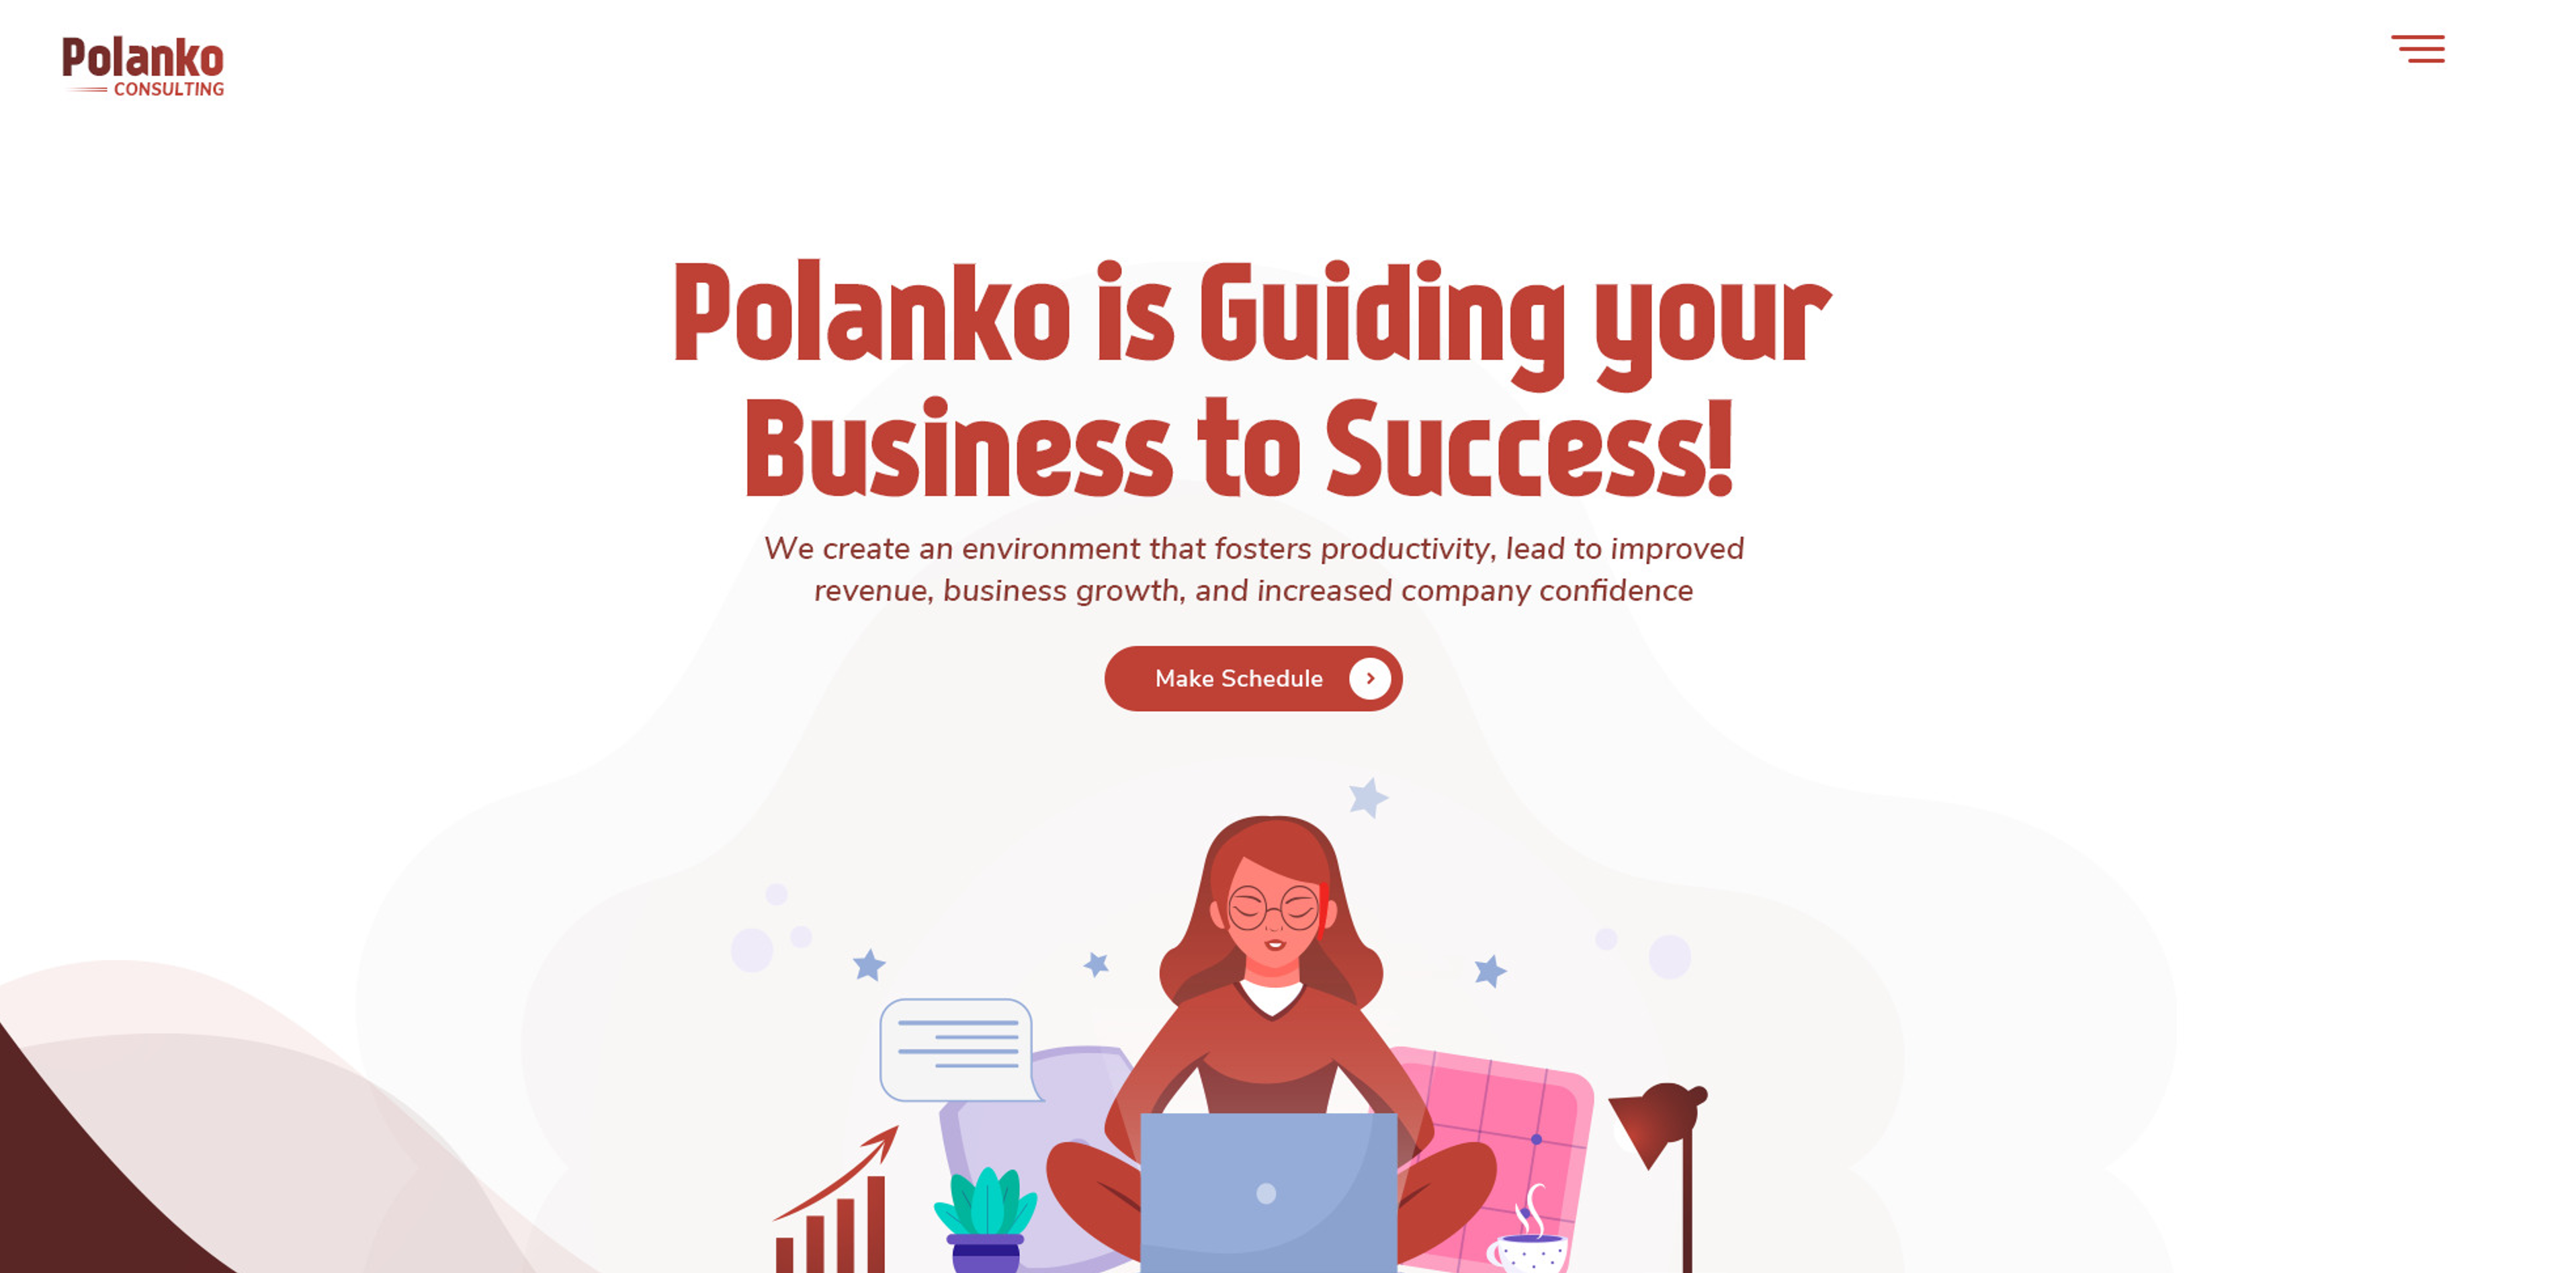 Polanko
CONSULTING
Polanko is Guiding your
Business to Success!
We create an environment that fosters productivity, lead to improved
revenue, business growth, and increased company confidence
Make Schedule